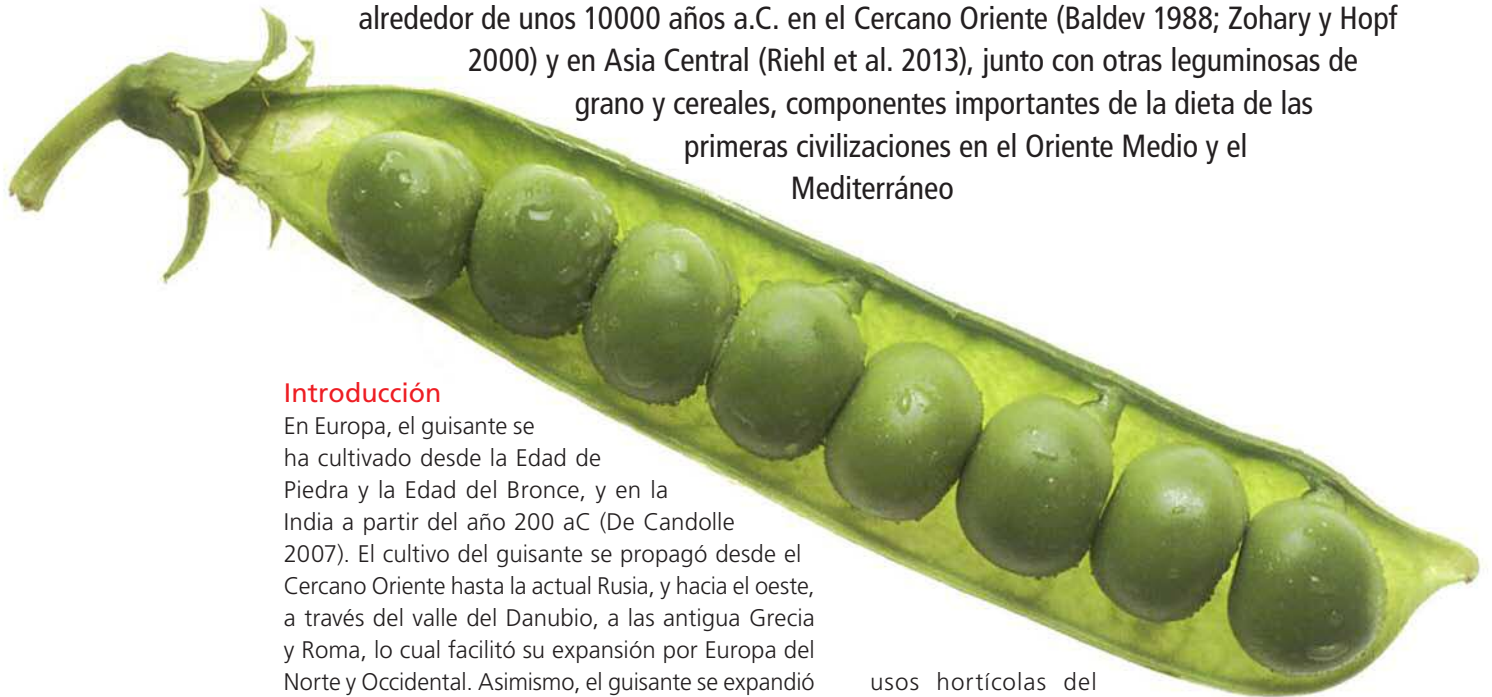 alrededor de unos 10000 años a.C. en el Cercano Oriente (Baldev 1988; Zohary y Hopf
2000) y en Asia Central (Riehl et al. 2013), junto con otras leguminosas de
grano y cereales, componentes importantes de la dieta de las
primeras civilizaciones en el Oriente Medio y el
Mediterráneo
Introducción
En Europa, el guisante se
ha cultivado desde la Edad de
Piedra y la Edad del Bronce, y en la
India a partir del año 200 aC (De Candolle
2007). El cultivo del guisante se propagó desde el
Cercano Oriente hasta la actual Rusia, y hacia el oeste,
a través del valle del Danubio, a las antigua Grecia
y Roma, lo cual facilitó su expansión por Europa del
Norte y Occidental. Asimismo, el guisante se expandió
usos hortícolas del